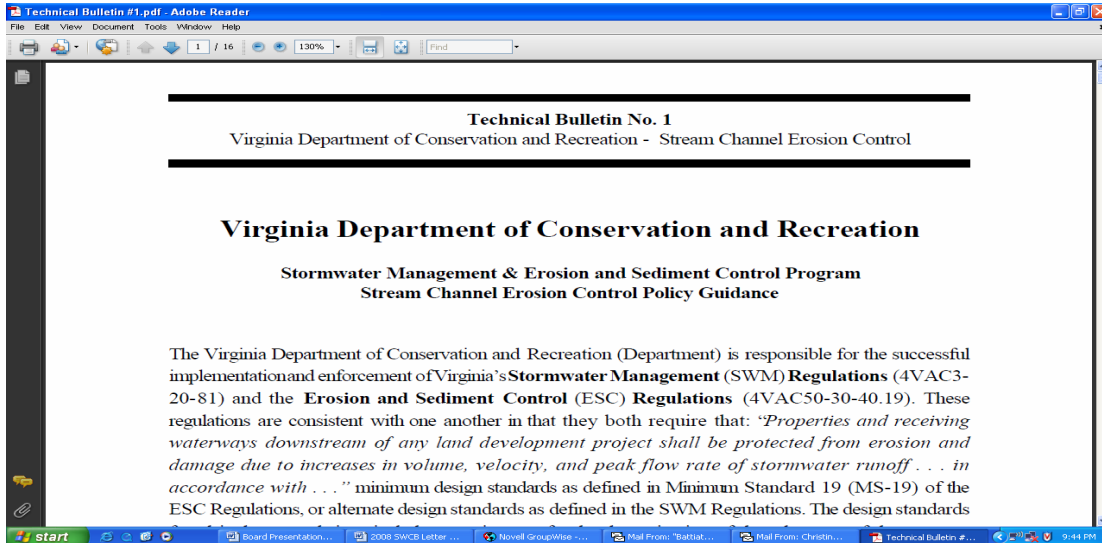 Technical Bulletin #1.pdf - Adobe Reader
File Edit View Document Tools Window Help
1 / 16 130% Find
Technical Bulletin No. 1
Virginia Department of Conservation and Recreation - Stream Channel Erosion Control
Virginia Department of Conservation and Recreation
Stormwater Management & Erosion and Sediment Control Program
Stream Channel Erosion Control Policy Guidance
The Virginia Department of Conservation and Recreation (Department) is responsible for the successful
implementation and enforcement of Virginia's Stormwater Management (SWM) Regulations (4VAC3-
20-81) and the Erosion and Sediment Control (ESC) Regulations (4VAC50-30-40.19). These
regulations are consistent with one another in that they both require that: "Properties and receiving
waterways downstream of any land development project shall be protected from erosion and
damage due to increases in volume, velocity, and peak flow rate of stormwater runoff . . . in
accordance with . . ." minimum design standards as defined in Minimum Standard 19 (MS-19) of the
ESC Regulations, or alternate design standards as defined in the SWM Regulations. The design standards
start Board Presentation... 2008 SWCB Letter ... Novell GroupWise -... Mail From: "Battiat... Mail From: Christin... Technical Bulletin #... 9:44 PM